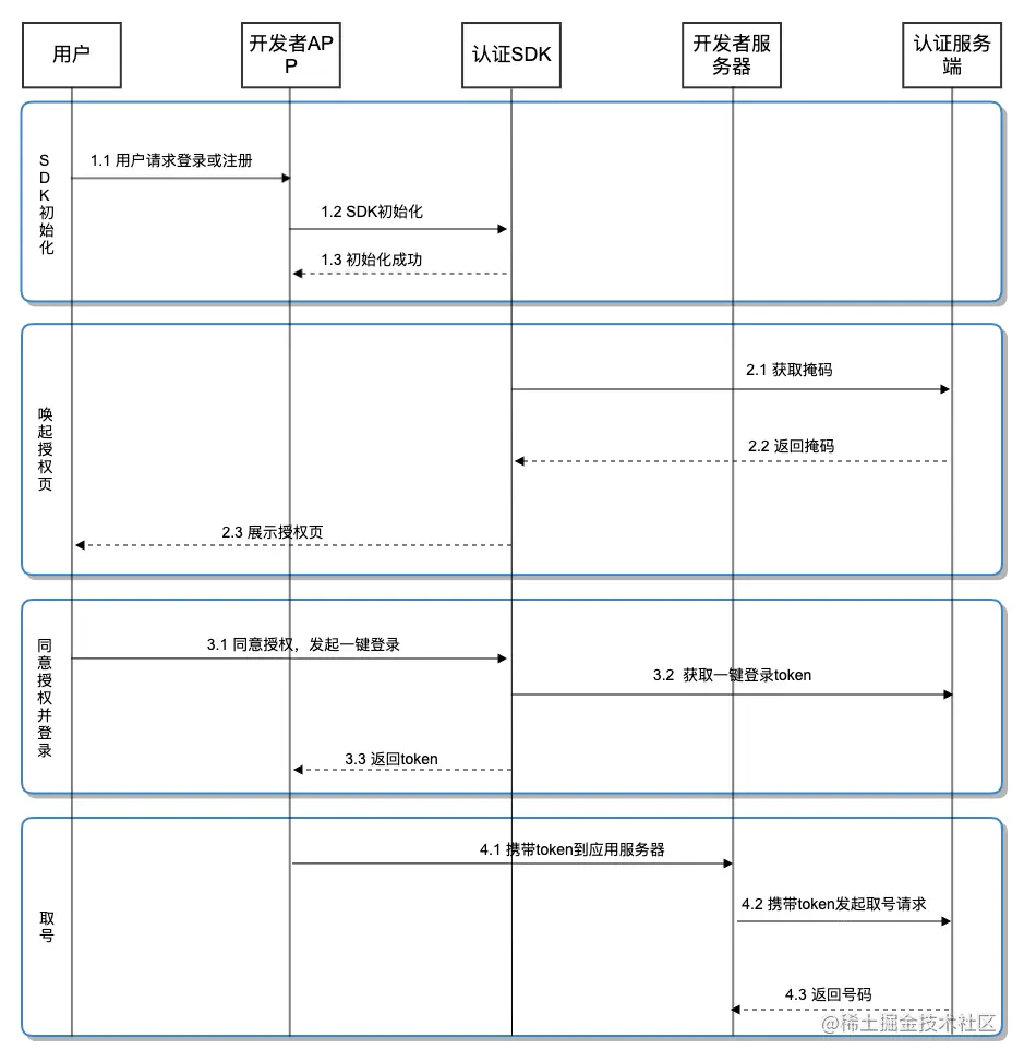 用户
开发者AP
P
认证SDK
开发者服
务器
认证服务
端
SDK初始化
1.1 用户请求登录或注册
1.2 SDK初始化
1.3 初始化成功
唤起授权页
2.1 获取掩码
2.2 返回掩码
2.3 展示授权页
同意授权并登录
3.1 同意授权，发起一键登录
3.2 获取一键登录token
3.3 返回token
取号
4.1 携带token到应用服务器
4.2 携带token发起取号请求
4.3 返回号码
@稀土掘金技术社区